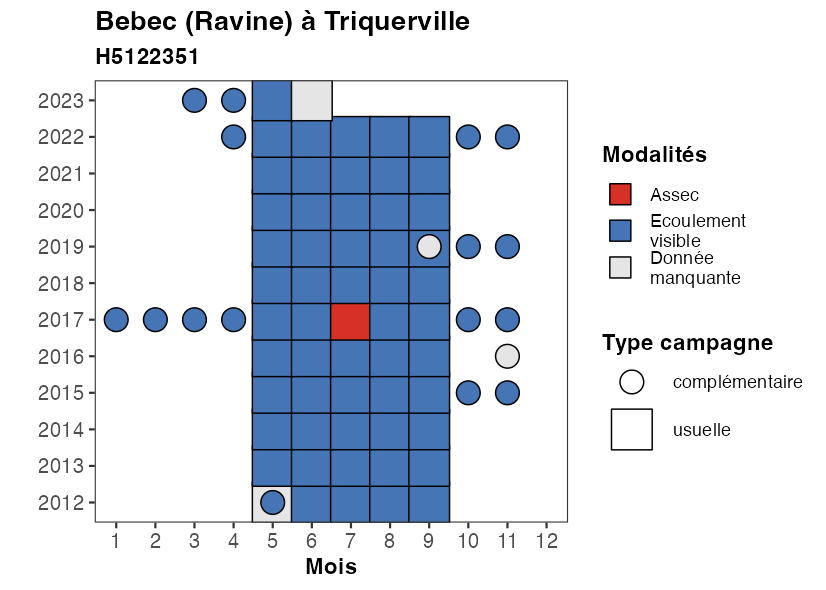 Bebec (Ravine) à Triquerville
H5122351
2023
2022
2021
2020
2019
2018
2017
2016
2015
2014
2013
2012
1 2 3 4 5 6 7 8 9 10 11 12
Mois
Modalités
Assec
Ecoulement
visible
Donnée
manquante
Type campagne
complémentaire
usuelle